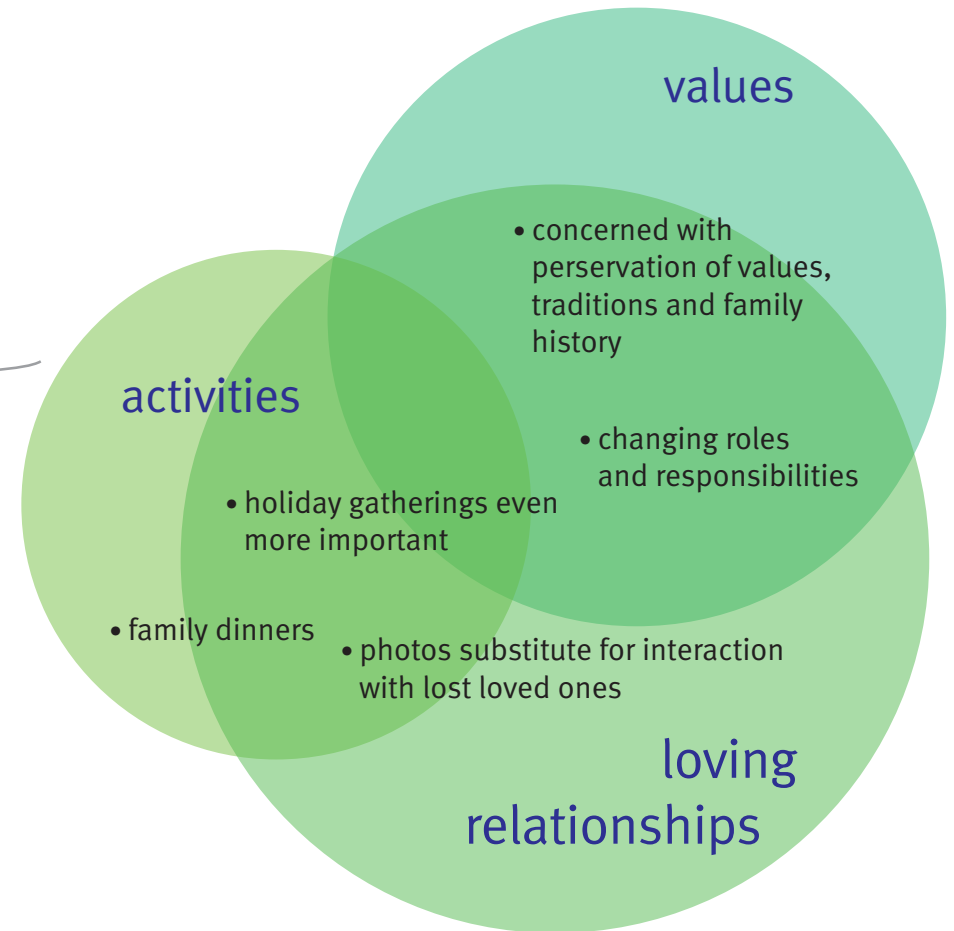 values
• concerned with
perservation of values,
traditions and family
history
activities
• changing roles
and responsibilities
• holiday gatherings even
more important
• family dinners
• photos substitute for interaction
with lost loved ones
loving
relationships